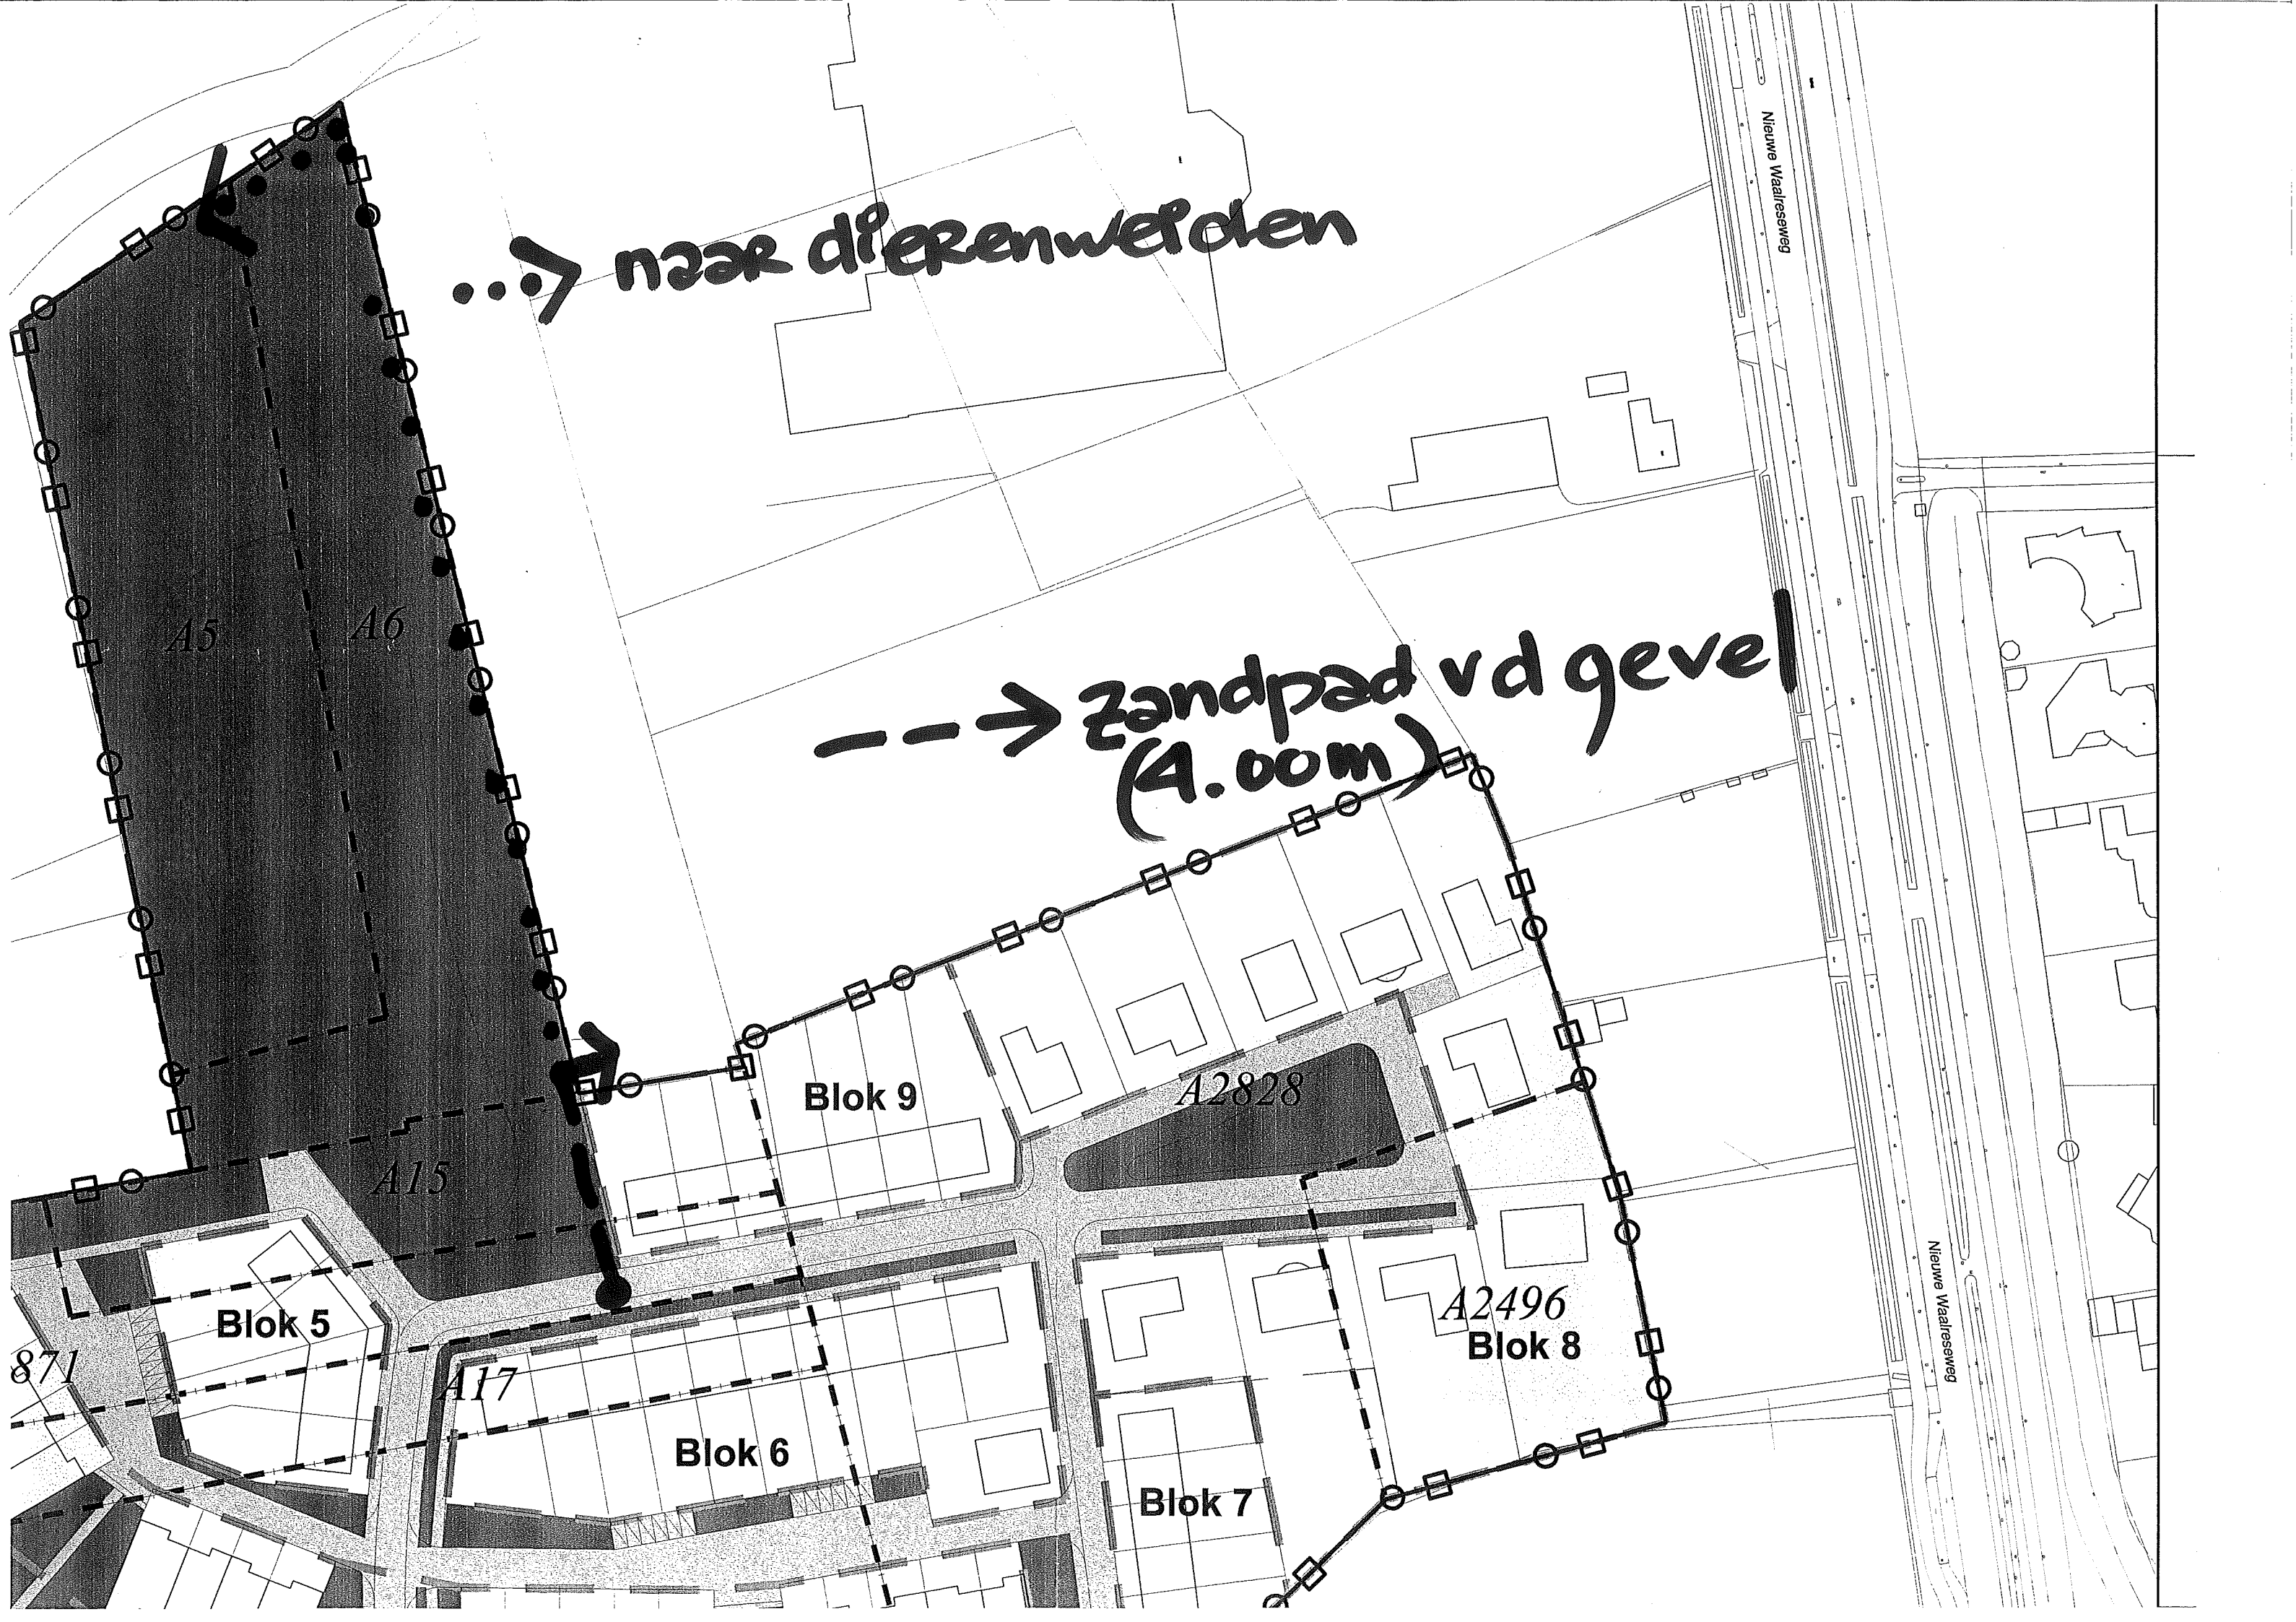 Nieuwe Waalreseweg
...> naar dierenweiden
A5
A6
---> zandpad vd gevel
(4.00m)
Blok 9
A2828
A15
Blok 5
A2496
Blok 8
871
A17
Blok 6
Blok 7
Nieuwe Waalreseweg